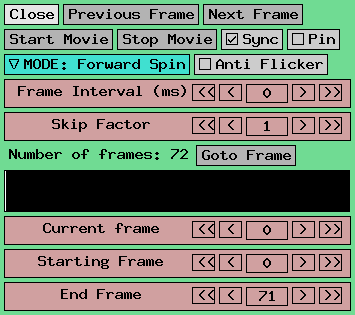 Close Previous Frame Next Frame
Start Movie Stop Movie Sync Pin
MODE: Forward Spin Anti Flicker
Frame Interval (ms) << < 0 > >>
Skip Factor << < 1 > >>
Number of frames: 72 Goto Frame
Current frame << < 0 > >>
Starting Frame << < 0 > >>
End Frame << < 71 > >>